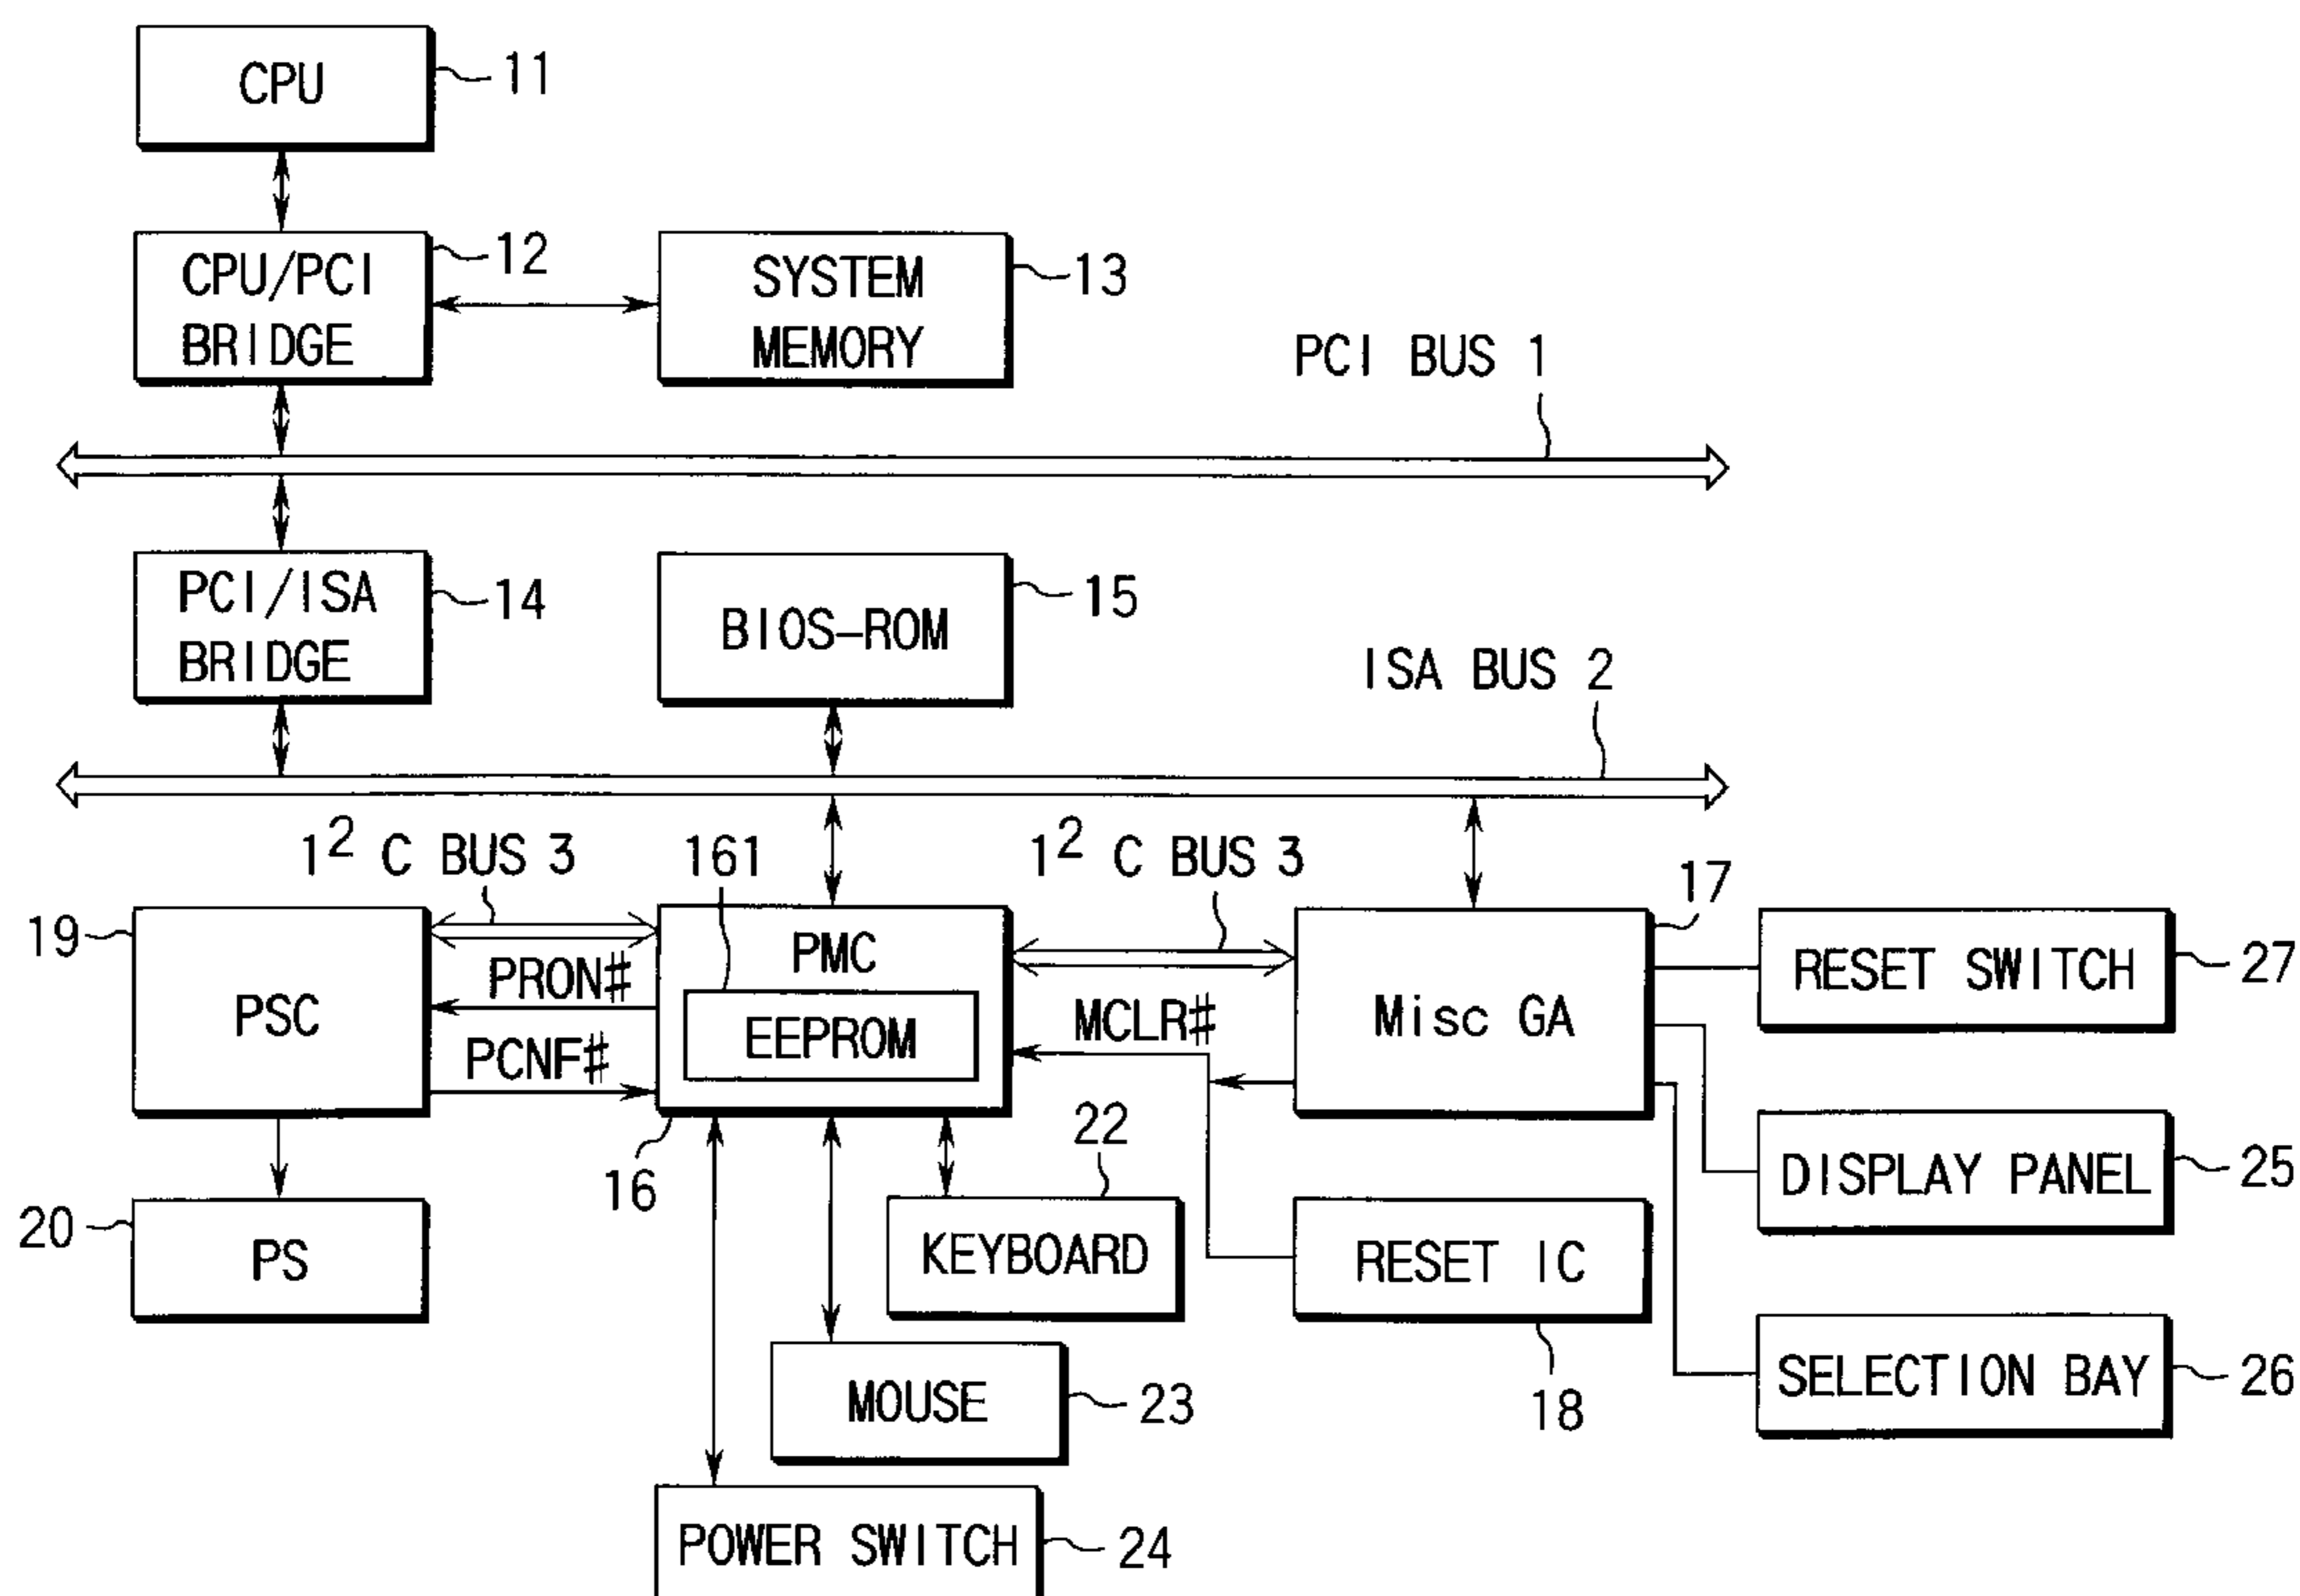 CPU
11
CPU/PCI
BRIDGE
12
SYSTEM
MEMORY
13
PCI BUS 1
PCI/ISA
BRIDGE
14
BIOS-ROM
15
ISA BUS 2
1² C BUS 3
161
1² C BUS 3
17
19
PSC
PRON#
PCNF#
PMC
EEPROM
MCLR#
Misc GA
RESET SWITCH
27
16
22
DISPLAY PANEL
25
20
PS
KEYBOARD
RESET IC
18
SELECTION BAY
26
MOUSE
23
POWER SWITCH
24